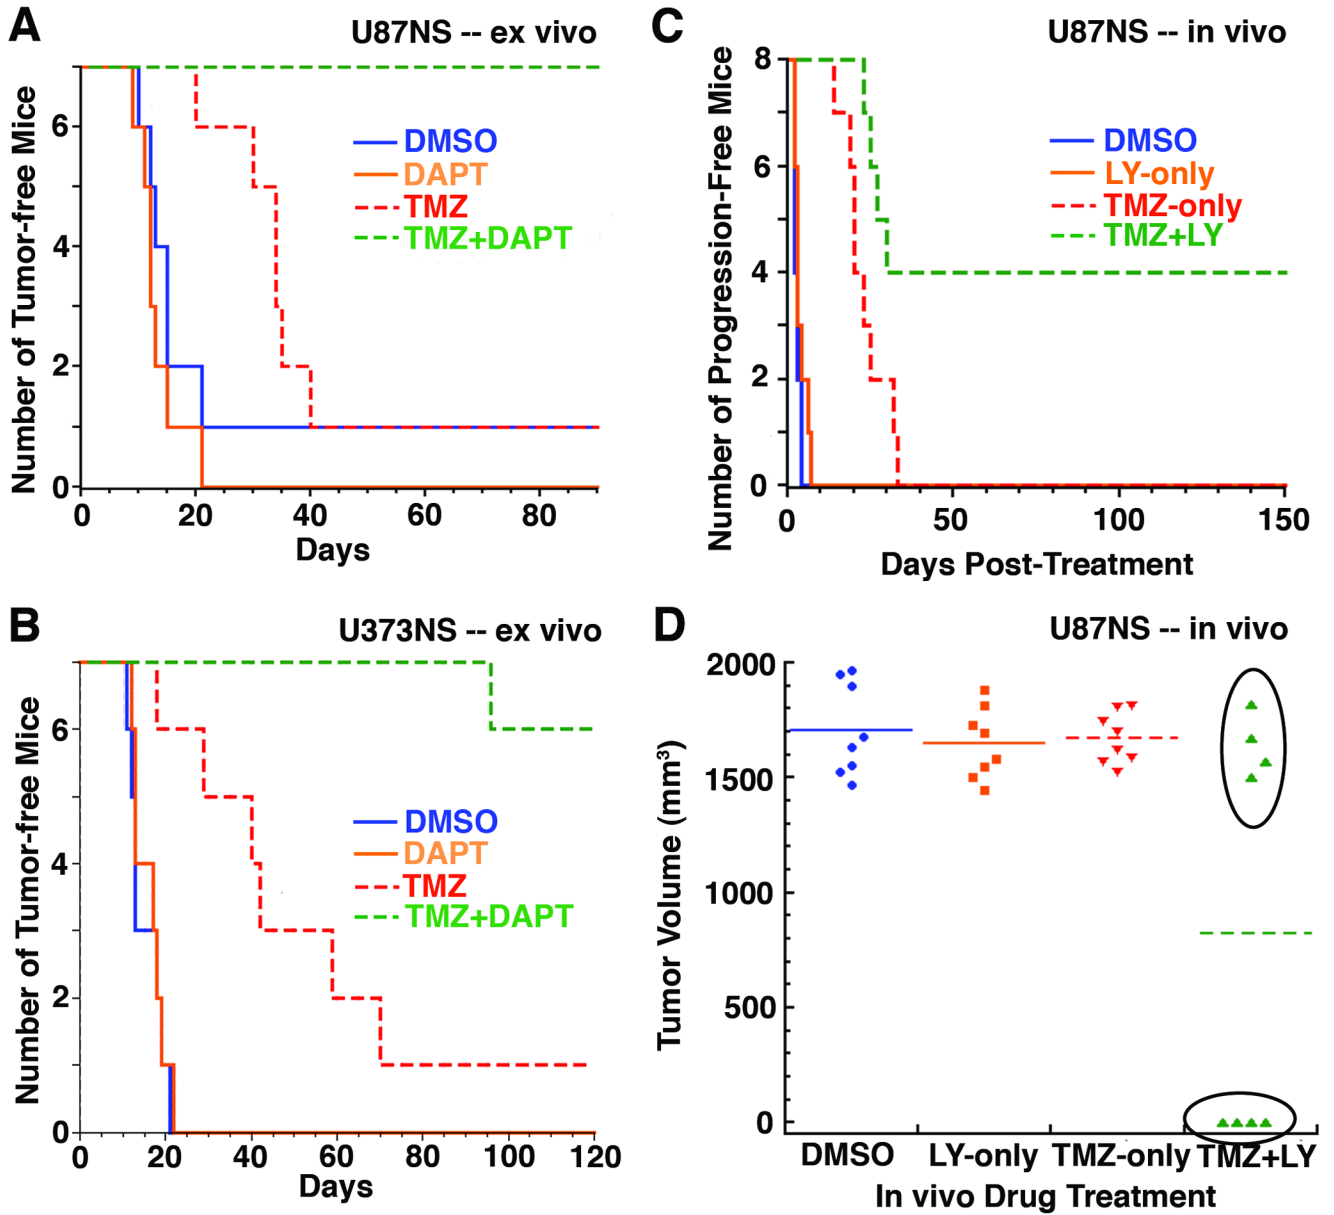 A
U87NS -- ex vivo
Number of Tumor-free Mice
6
4
2
0
DMSO
DAPT
TMZ
TMZ+DAPT
0 20 40 60 80
Days
C
U87NS -- in vivo
Number of Progression-Free Mice
8
6
4
2
0
DMSO
LY-only
TMZ-only
TMZ+LY
0 50 100 150
Days Post-Treatment
B
U373NS -- ex vivo
Number of Tumor-free Mice
6
4
2
0
DMSO
DAPT
TMZ
TMZ+DAPT
0 20 40 60 80 100 120
Days
D
U87NS -- in vivo
Tumor Volume (mm³)
2000
1500
1000
500
0
DMSO LY-only TMZ-only TMZ+LY
In vivo Drug Treatment